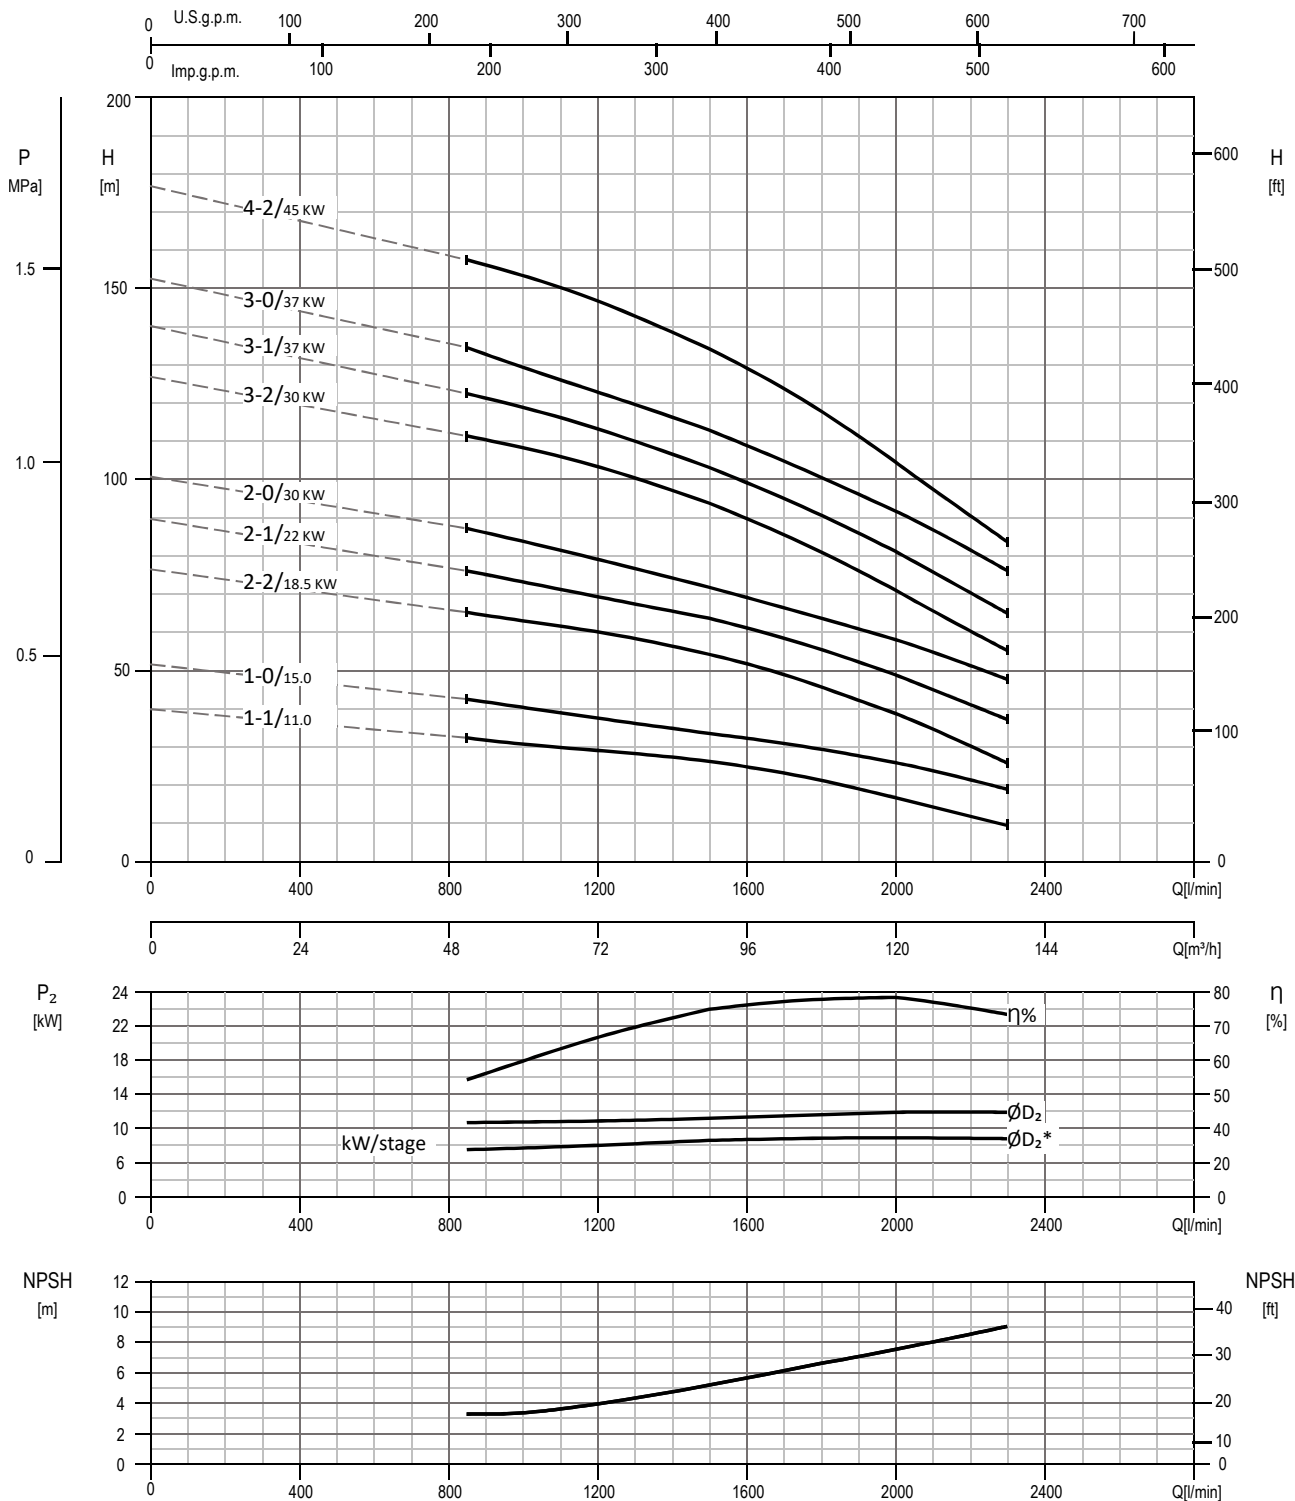 0 U.S.g.p.m. 100 200 300 400 500 600 700
0 Imp.g.p.m. 100 200 300 400 500 600
P
MPa]
H
[m]
H
[ft]
200
150
100
50
0
1.5
1.0
0.5
0
600
500
400
300
200
100
0
4-2/45 KW
3-0/37 KW
3-1/37 KW
3-2/30 KW
2-0/30 KW
2-1/22 KW
2-2/18.5 KW
1-0/15.0
1-1/11.0
0 400 800 1200 1600 2000 2400 Q[l/min]
0 24 48 72 96 120 144 Q[m³/h]
P₂
[kW]
η
[%]
24
22
18
14
10
6
0
80
70
60
50
40
20
0
η%
ØD₂
kW/stage
ØD₂*
0 400 800 1200 1600 2000 2400 Q[l/min]
NPSH
[m]
NPSH
[ft]
12
10
8
6
4
2
0
40
30
20
10
0
0 400 800 1200 1600 2000 2400 Q[l/min]